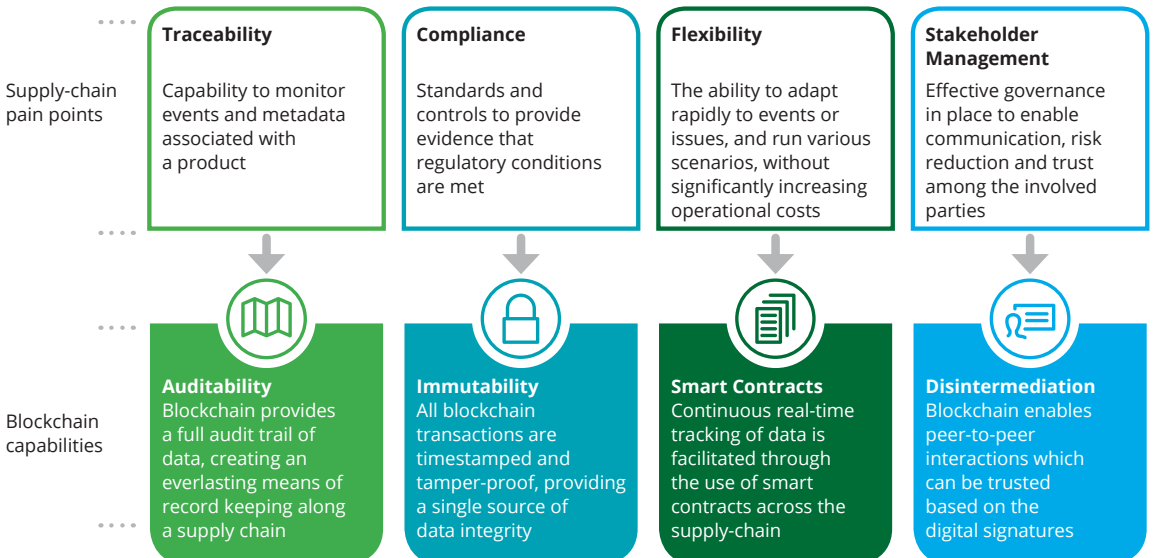 Supply-chain
pain points
Traceability
Capability to monitor
events and metadata
associated with
a product
Compliance
Standards and
controls to provide
evidence that
regulatory conditions
are met
Flexibility
The ability to adapt
rapidly to events or
issues, and run various
scenarios, without
significantly increasing
operational costs
Stakeholder
Management
Effective governance
in place to enable
communication, risk
reduction and trust
among the involved
parties
Blockchain
capabilities
Auditability
Blockchain provides
a full audit trail of
data, creating an
everlasting means of
record keeping along
a supply chain
Immutability
All blockchain
transactions are
timestamped and
tamper-proof, providing
a single source of
data integrity
Smart Contracts
Continuous real-time
tracking of data is
facilitated through
the use of smart
contracts across the
supply-chain
Disintermediation
Blockchain enables
peer-to-peer
interactions which
can be trusted
based on the
digital signatures